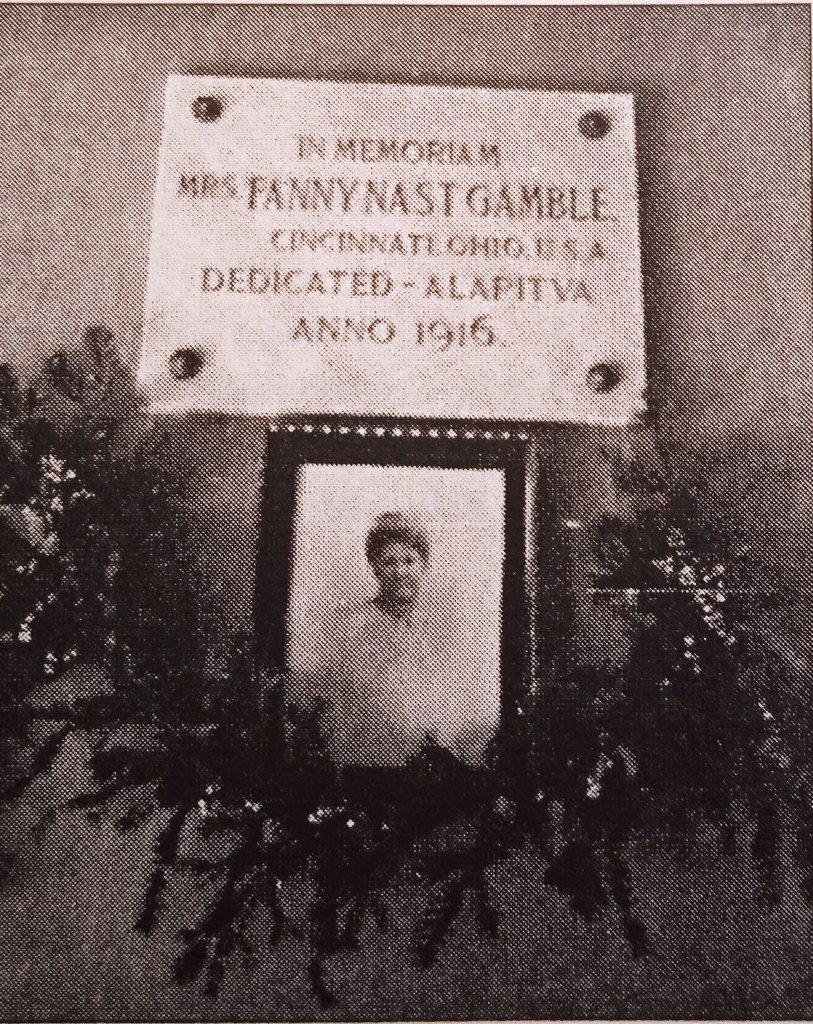 IN MEMORIAM
MRS. FANNY NAST GAMBLE.
CINCINNATI, OHIO, U.S.A
DEDICATED - ALAPITVA
ANNO 1916.